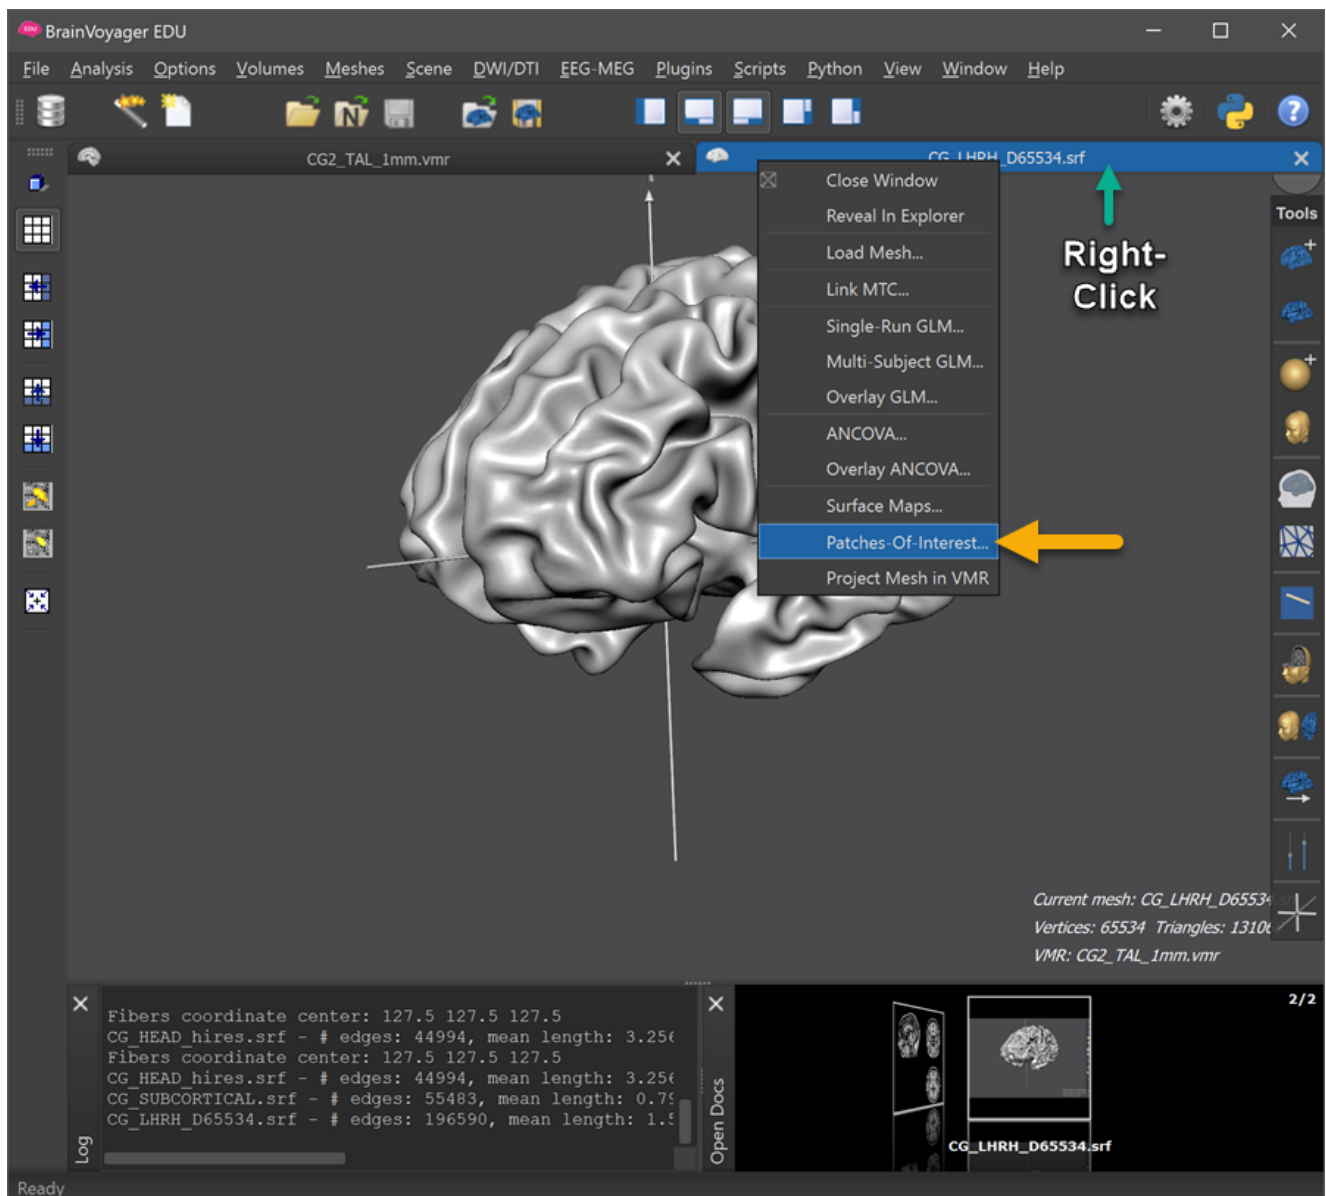 BrainVoyager EDU
File Analysis Options Volumes Meshes Scene DWI/DTI EEG-MEG Plugins Scripts Python View Window Help
CG2_TAL_1mm.vmr
CG_LHRH_D65534.srf
Close Window
Reveal In Explorer
Load Mesh...
Link MTC...
Single-Run GLM...
Multi-Subject GLM...
Overlay GLM...
ANCOVA...
Overlay ANCOVA...
Surface Maps...
Patches-Of-Interest...
Project Mesh in VMR
Right-
Click
Tools
Current mesh: CG_LHRH_D65534
Vertices: 65534 Triangles: 13106
VMR: CG2_TAL_1mm.vmr
Log
Fibers coordinate center: 127.5 127.5 127.5
CG_HEAD_hires.srf - # edges: 44994, mean length: 3.256
Fibers coordinate center: 127.5 127.5 127.5
CG_HEAD_hires.srf - # edges: 44994, mean length: 3.256
CG_SUBCORTICAL.srf - # edges: 55483, mean length: 0.79
CG_LHRH_D65534.srf - # edges: 196590, mean length: 1.5
Open Docs
2/2
CG_LHRH_D65534.srf
Ready